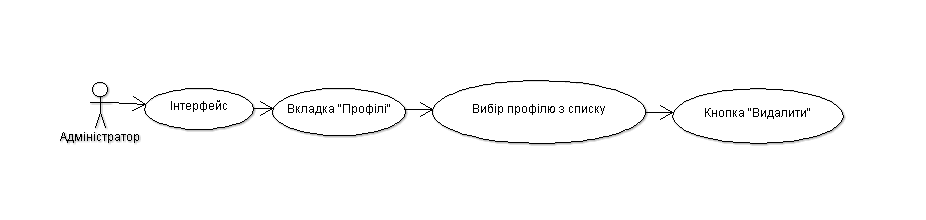 Адміністратор
Інтерфейс
Вкладка "Профілі"
Вибір профілю з списку
Кнопка "Видалити"